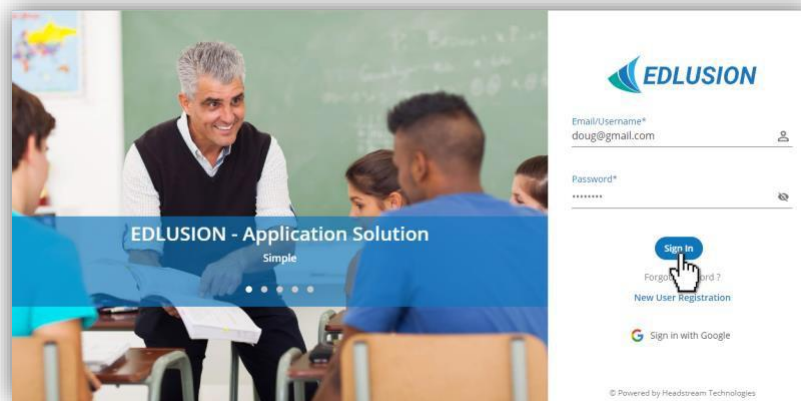 EDLUSION - Application Solution
Simple
EDLUSION
Email/Username*
doug@gmail.com
Password*
********
Sign In
Forgot ?
New User Registration
Sign in with Google
© Powered by Headstream Technologies